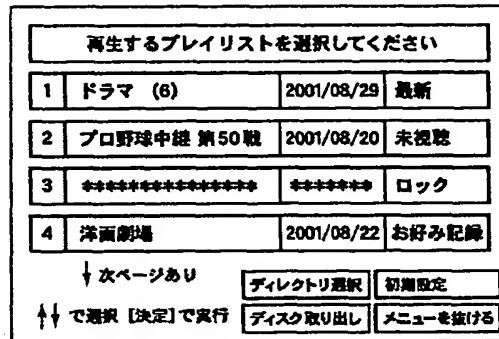 再生するプレイリストを選択してください
1 ドラマ (6) 2001/08/29 最新
2 プロ野球中継 第50戦 2001/08/20 未視聴
3 *************** ******* ロック
4 洋画劇場 2001/08/22 お好み記録
↓ 次ページあり ディレクトリ選択 初期設定
↑↓ で選択 [決定] で実行 ディスク取り出し メニューを抜ける